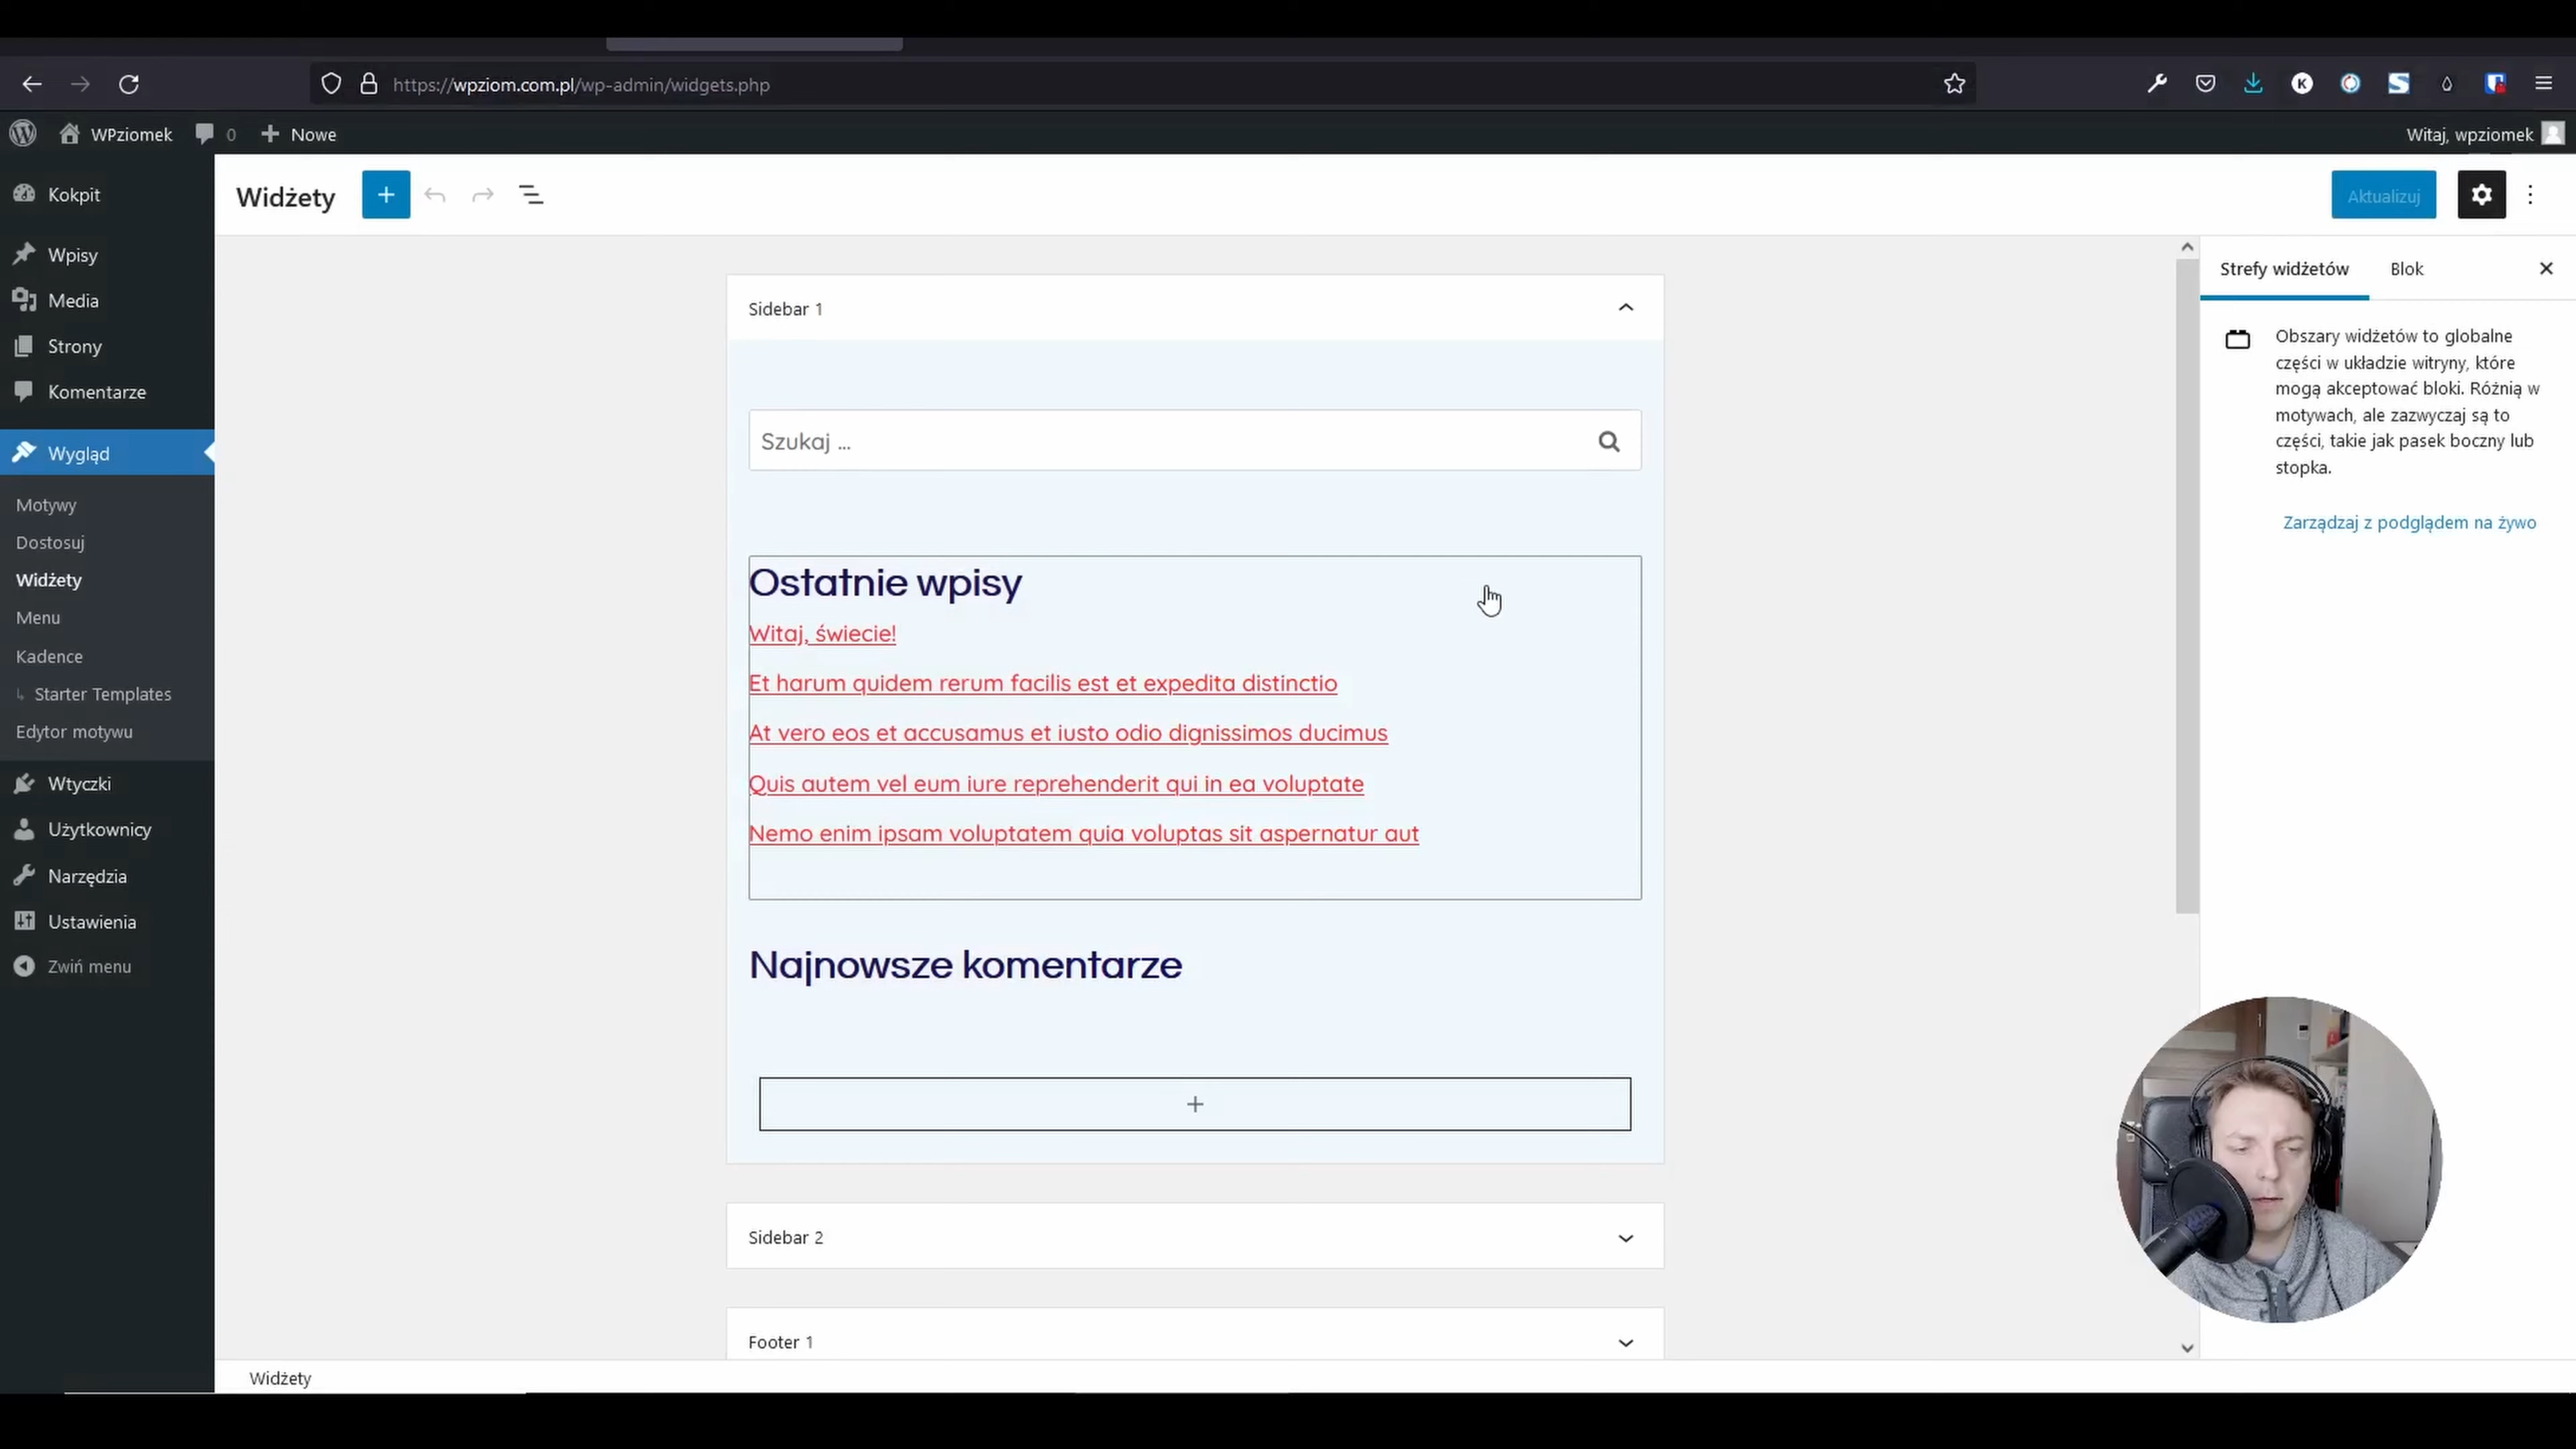 https://wpziom.com.pl/wp-admin/widgets.php
WPziomek 0 Nowe Witaj, wpziomek
Kokpit
Wpisy
Media
Strony
Komentarze
Wygląd
Motywy
Dostosuj
Widżety
Menu
Kadence
Starter Templates
Edytor motywu
Wtyczki
Użytkownicy
Narzędzia
Ustawienia
Zwiń menu
Widżety
Aktualizuj
Sidebar 1
Szukaj ...
Ostatnie wpisy
Witaj, świecie!
Et harum quidem rerum facilis est et expedita distinctio
At vero eos et accusamus et iusto odio dignissimos ducimus
Quis autem vel eum iure reprehenderit qui in ea voluptate
Nemo enim ipsam voluptatem quia voluptas sit aspernatur aut
Najnowsze komentarze
Sidebar 2
Footer 1
Strefy widżetów Blok
Obszary widżetów to globalne
części w układzie witryny, które
mogą akceptować bloki. Różnią w
motywach, ale zazwyczaj są to
części, takie jak pasek boczny lub
stopka.
Zarządzaj z podglądem na żywo
Widżety